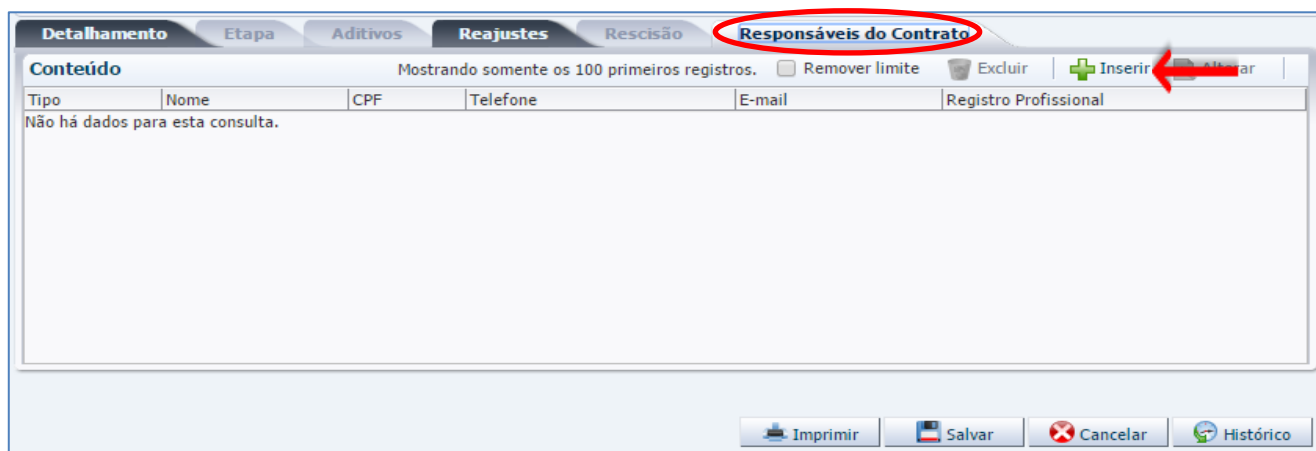 Detalhamento Etapa Aditivos Reajustes Rescisão Responsáveis do Contrato
Conteúdo Mostrando somente os 100 primeiros registros. Remover limite Excluir Inserir Alterar
Tipo Nome CPF Telefone E-mail Registro Profissional
Não há dados para esta consulta.
Imprimir Salvar Cancelar Histórico